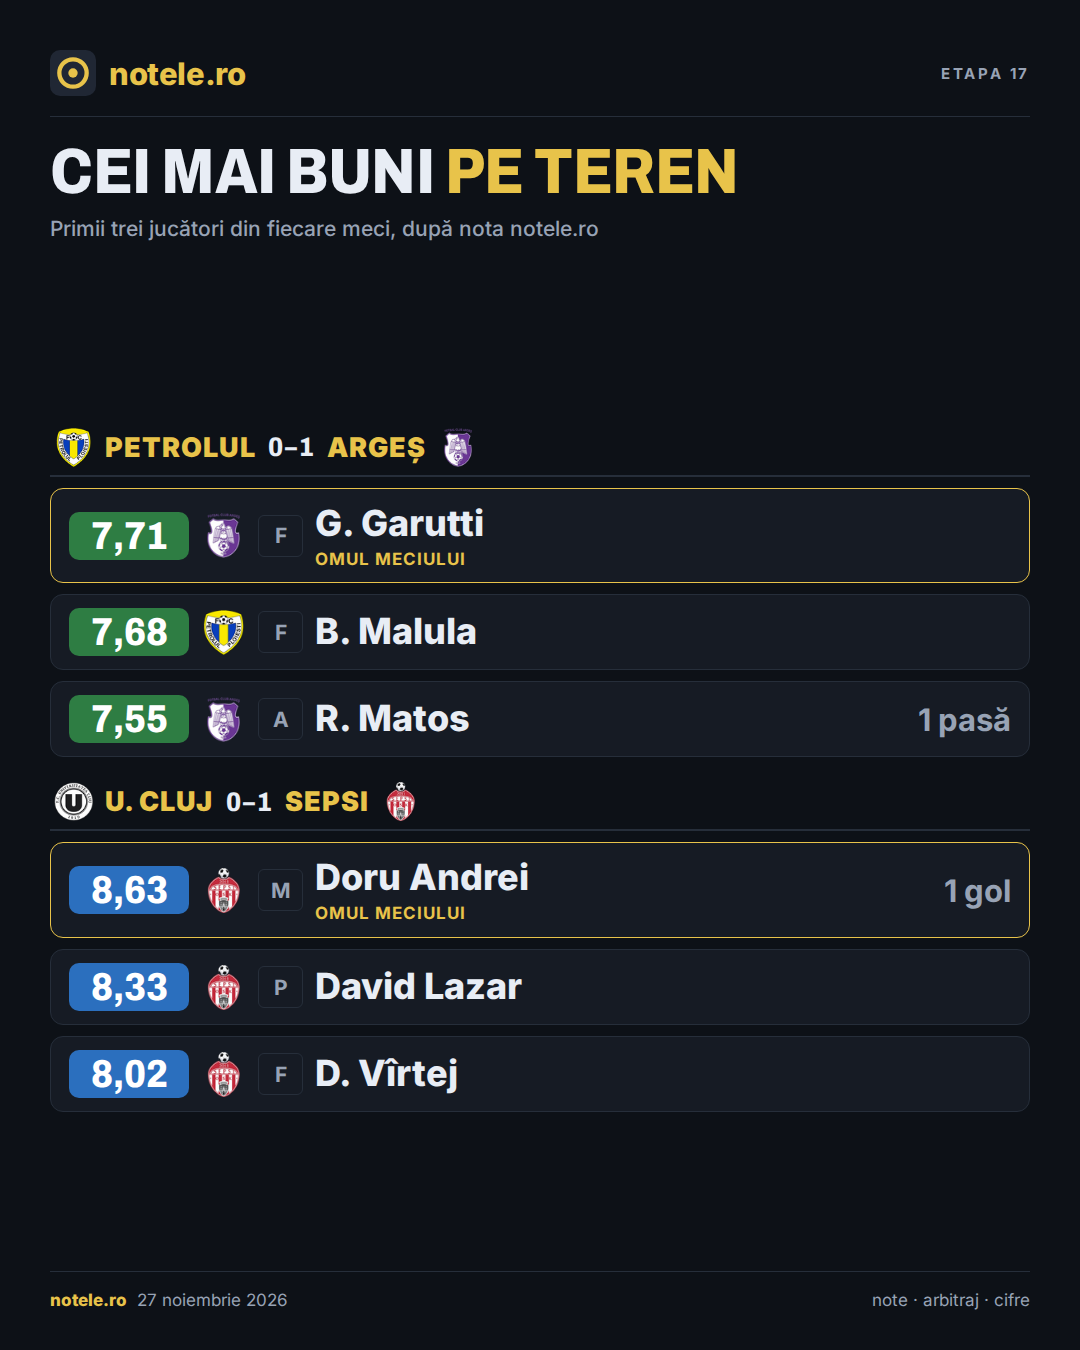 notele.ro
ETAPA 17
CEI MAI BUNI PE TEREN
Primii trei jucători din fiecare meci, după nota notele.ro
PETROLUL 0–1 ARGEȘ
7,71 F G. Garutti
OMUL MECIULUI
7,68 F B. Malula
7,55 A R. Matos 1 pasă
U. CLUJ 0–1 SEPSI
8,63 M Doru Andrei 1 gol
OMUL MECIULUI
8,33 P David Lazar
8,02 F D. Vîrtej
notele.ro 27 noiembrie 2026
note · arbitraj · cifre